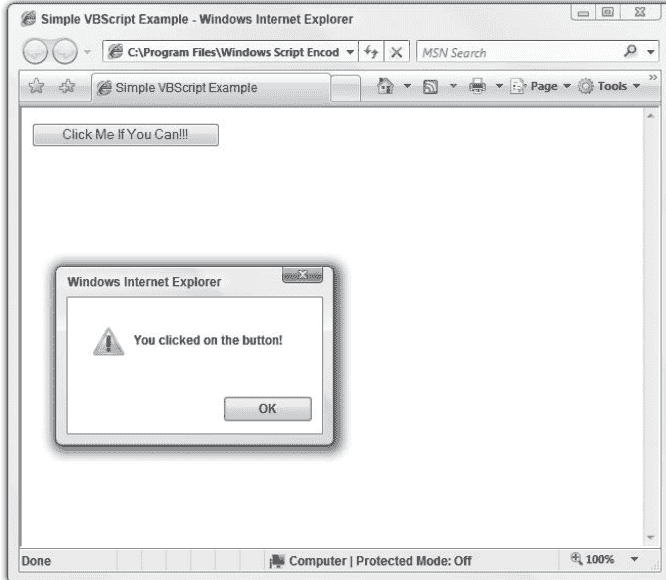 Simple VBScript Example - Windows Internet Explorer
C:\Program Files\Windows Script Encod
MSN Search
Simple VBScript Example
Page
Tools
Click Me If You Can!!!
Windows Internet Explorer
You clicked on the button!
OK
Done
Computer | Protected Mode: Off
100%